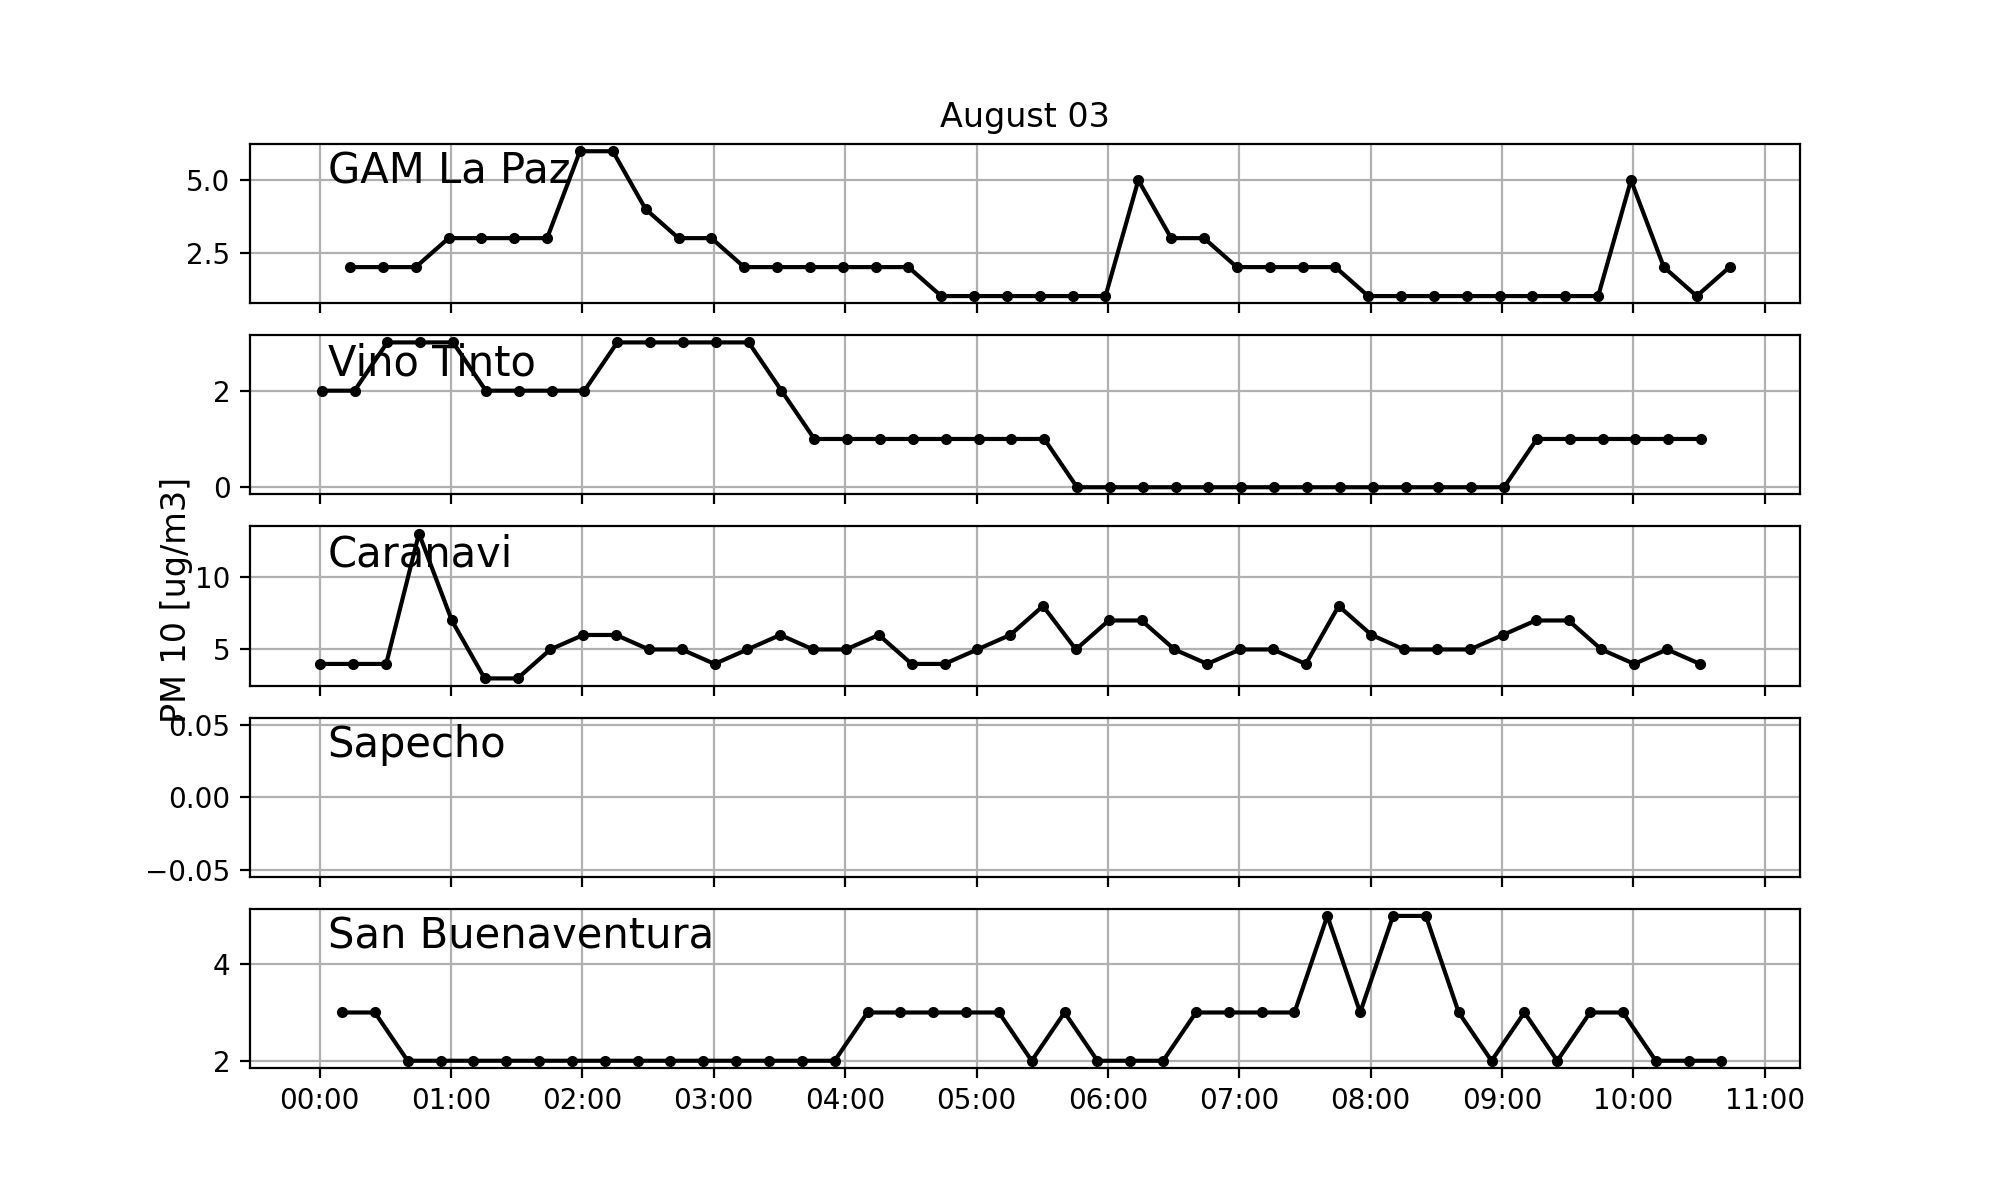 August 03
GAM La Paz
5.0
2.5
Vino Tinto
2
0
PM 10 [ug/m3]
Caranavi
10
5
Sapecho
0.05
0.00
−0.05
San Buenaventura
4
2
00:00 01:00 02:00 03:00 04:00 05:00 06:00 07:00 08:00 09:00 10:00 11:00